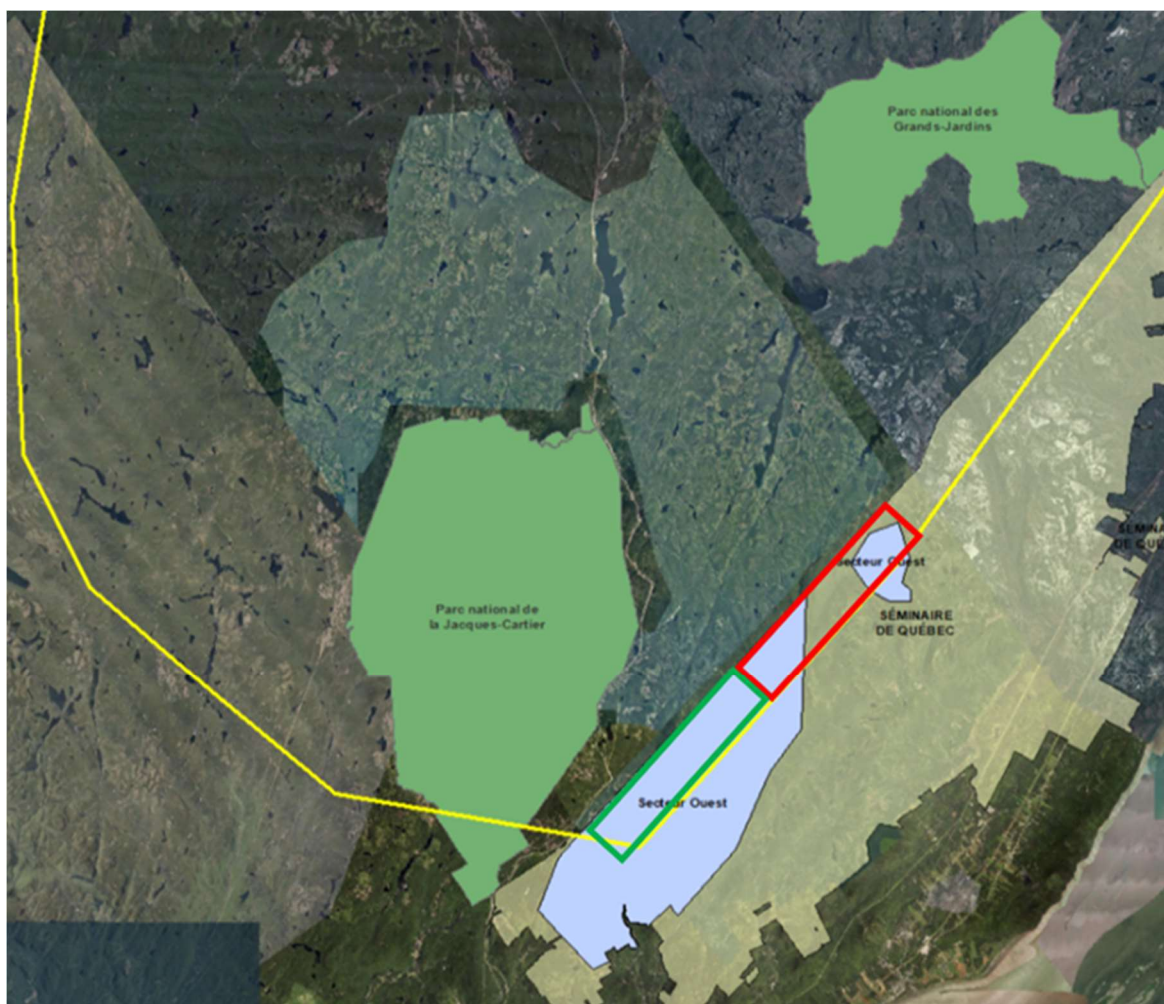 Parc national des
Grands-Jardins
Secteur Ouest
SÉMINAIRE
DE QUÉBEC
Parc national de
la Jacques-Cartier
Secteur Ouest